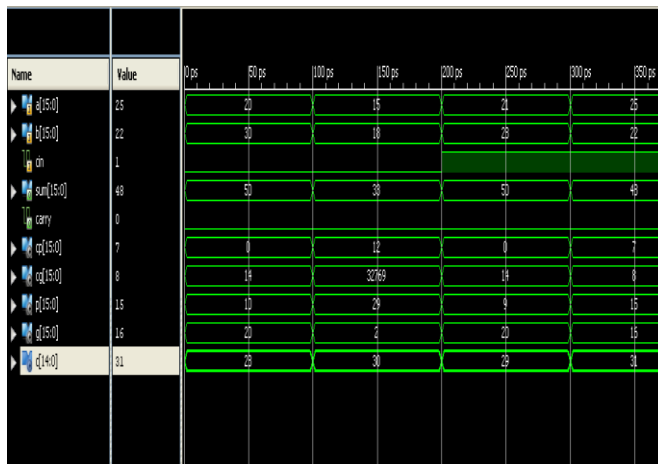 Name Value 0 ps 50 ps 100 ps 150 ps 200 ps 250 ps 300 ps 350 ps
a[15:0] 25 20 15 21 25
b[15:0] 22 30 18 28 22
cin 1
sum[15:0] 48 50 33 50 48
carry 0
cp[15:0] 7 0 12 0 7
cg[15:0] 8 14 32769 14 8
p[15:0] 15 10 29 9 15
g[15:0] 16 20 2 20 16
c[14:0] 31 28 30 29 31